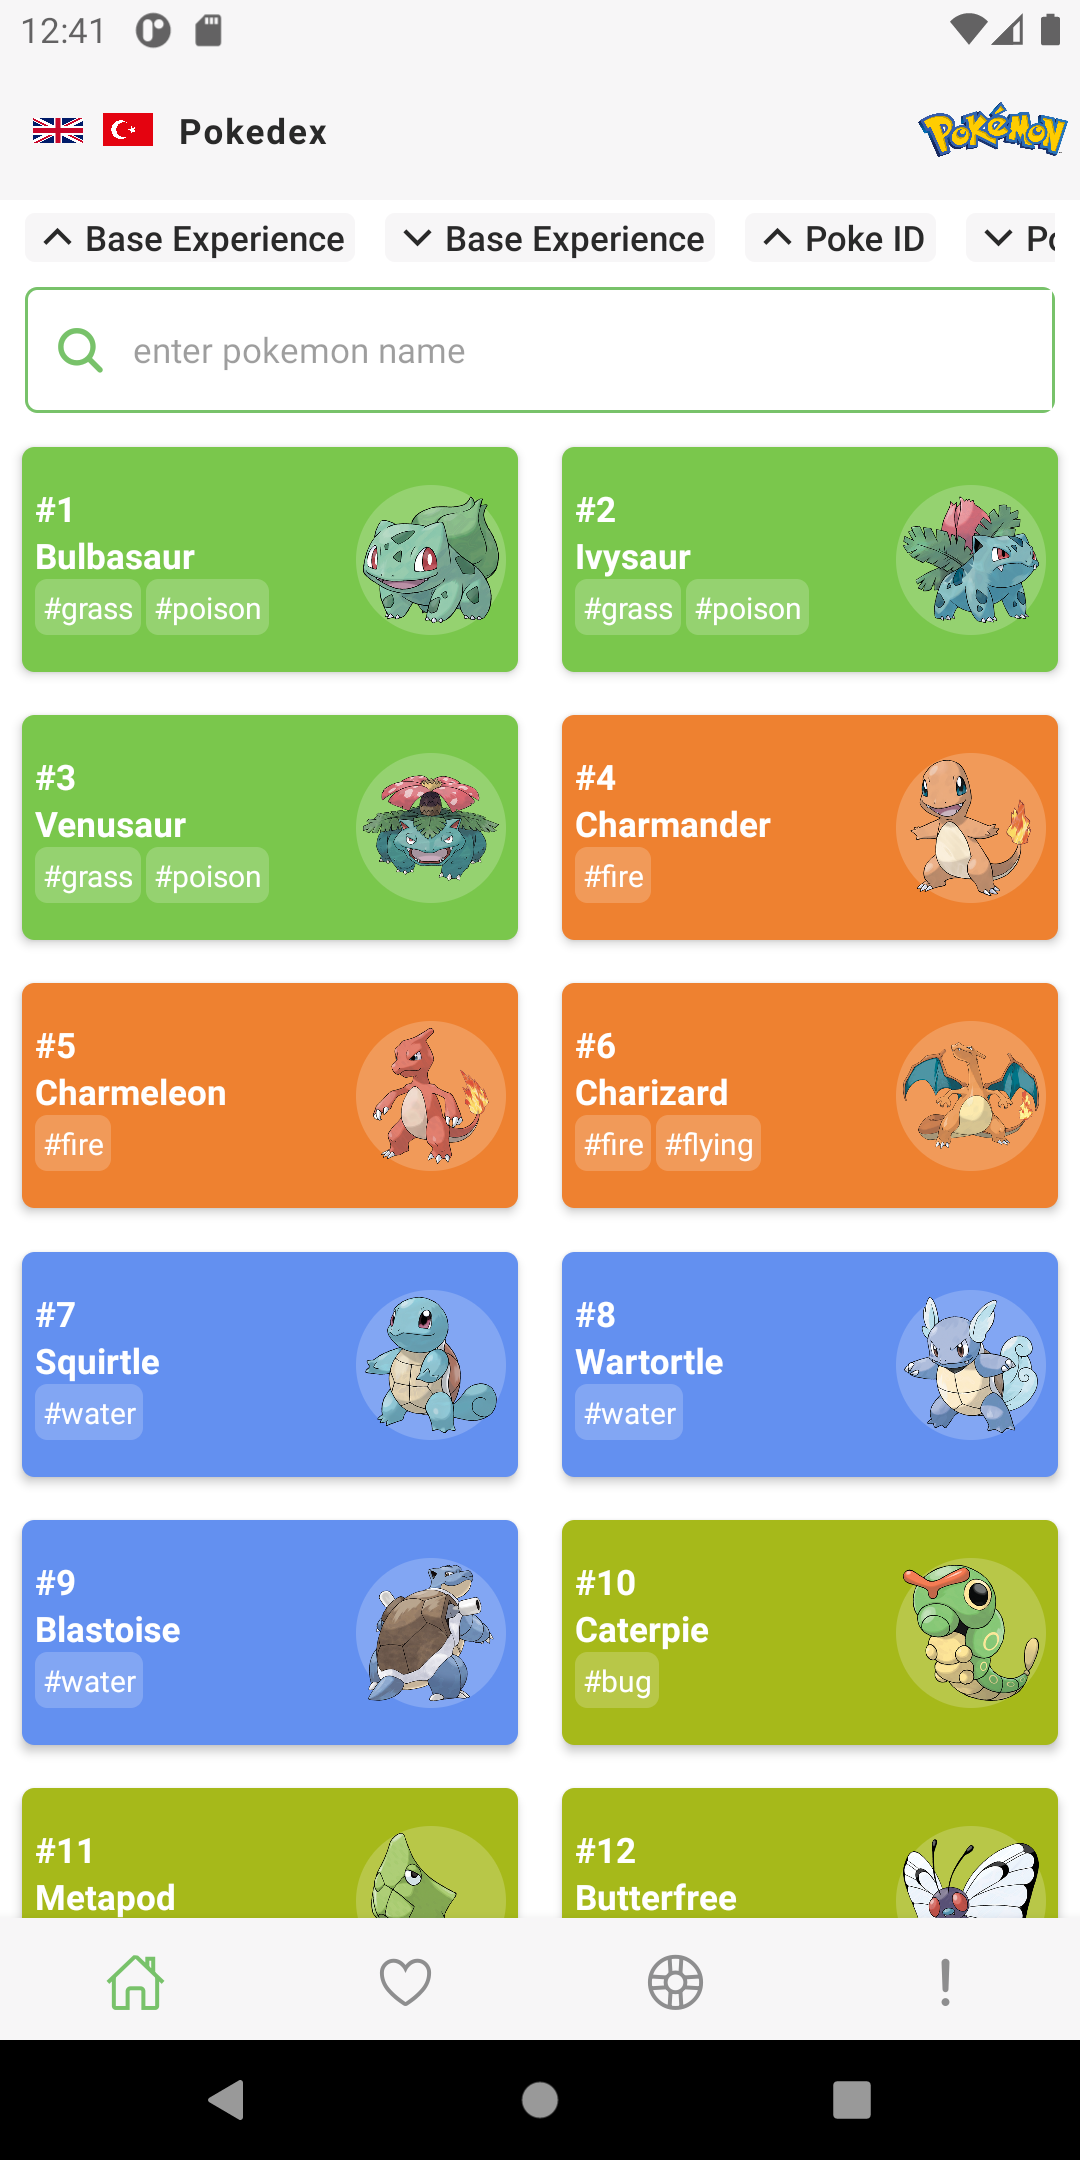 12:41
Pokedex
POKéMON
Base Experience Base Experience Poke ID Po
enter pokemon name
#1
Bulbasaur
#grass #poison
#2
Ivysaur
#grass #poison
#3
Venusaur
#grass #poison
#4
Charmander
#fire
#5
Charmeleon
#fire
#6
Charizard
#fire #flying
#7
Squirtle
#water
#8
Wartortle
#water
#9
Blastoise
#water
#10
Caterpie
#bug
#11
Metapod
#12
Butterfree